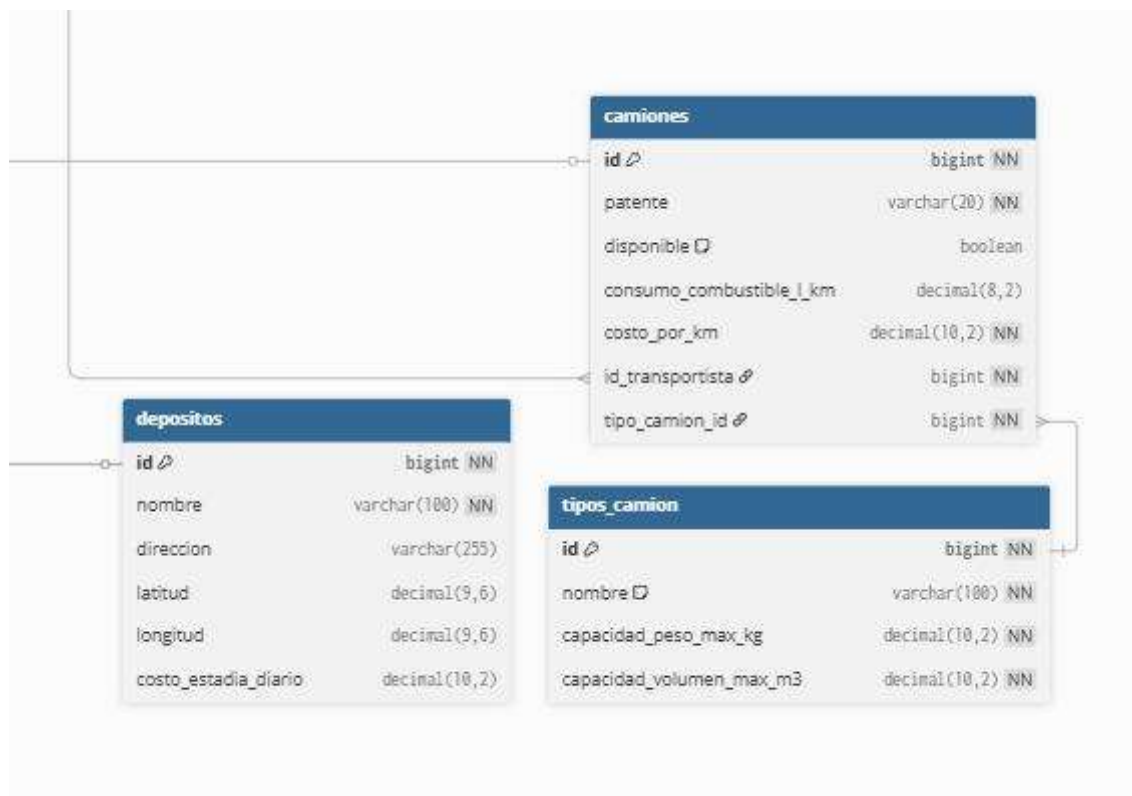 camiones
id bigint NN
patente varchar(20) NN
disponible boolean
consumo_combustible_l_km decimal(8,2)
costo_por_km decimal(10,2) NN
id_transportista bigint NN
tipo_camion_id bigint NN
depositos
id bigint NN
nombre varchar(100) NN
direccion varchar(255)
latitud decimal(9,6)
longitud decimal(9,6)
costo_estadia_diario decimal(10,2)
tipos_camion
id bigint NN
nombre varchar(100) NN
capacidad_peso_max_kg decimal(10,2) NN
capacidad_volumen_max_m3 decimal(10,2) NN